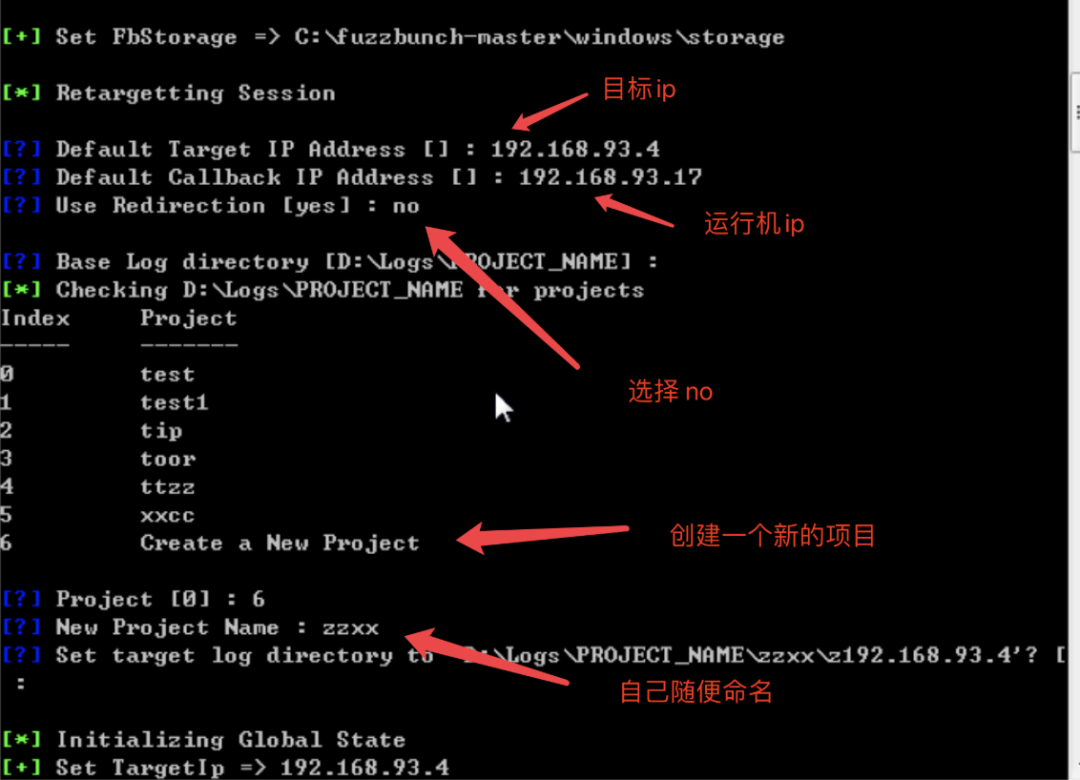 [+] Set FbStorage => C:\fuzzbunch-master\windows\storage
[*] Retargetting Session
目标ip
[?] Default Target IP Address [] : 192.168.93.4
[?] Default Callback IP Address [] : 192.168.93.17
[?] Use Redirection [yes] : no
运行机ip
[?] Base Log directory [D:\Logs\PROJECT_NAME] :
[*] Checking D:\Logs\PROJECT_NAME for projects
Index Project
----- -------
0 test
选择 no
1 test1
2 tip
3 toor
4 ttzz
5 xxcc
6 Create a New Project
创建一个新的项目
[?] Project [0] : 6
[?] New Project Name : zzxx
[?] Set target log directory to 'D:\Logs\PROJECT_NAME\zzxx\z192.168.93.4'? [
:
自己随便命名
[*] Initializing Global State
[+] Set TargetIp => 192.168.93.4